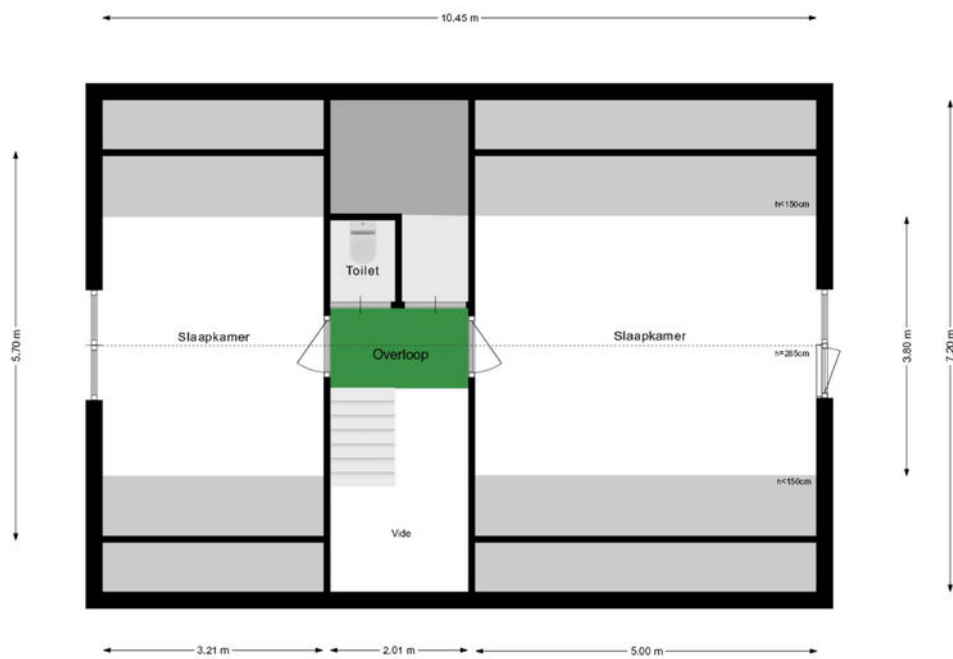 10.45 m
h<150cm
Toilet
Slaapkamer
Slaapkamer
Overloop
h=285cm
5.70 m
3.80 m
7.20 m
h<150cm
Vide
3.21 m
2.01 m
5.00 m